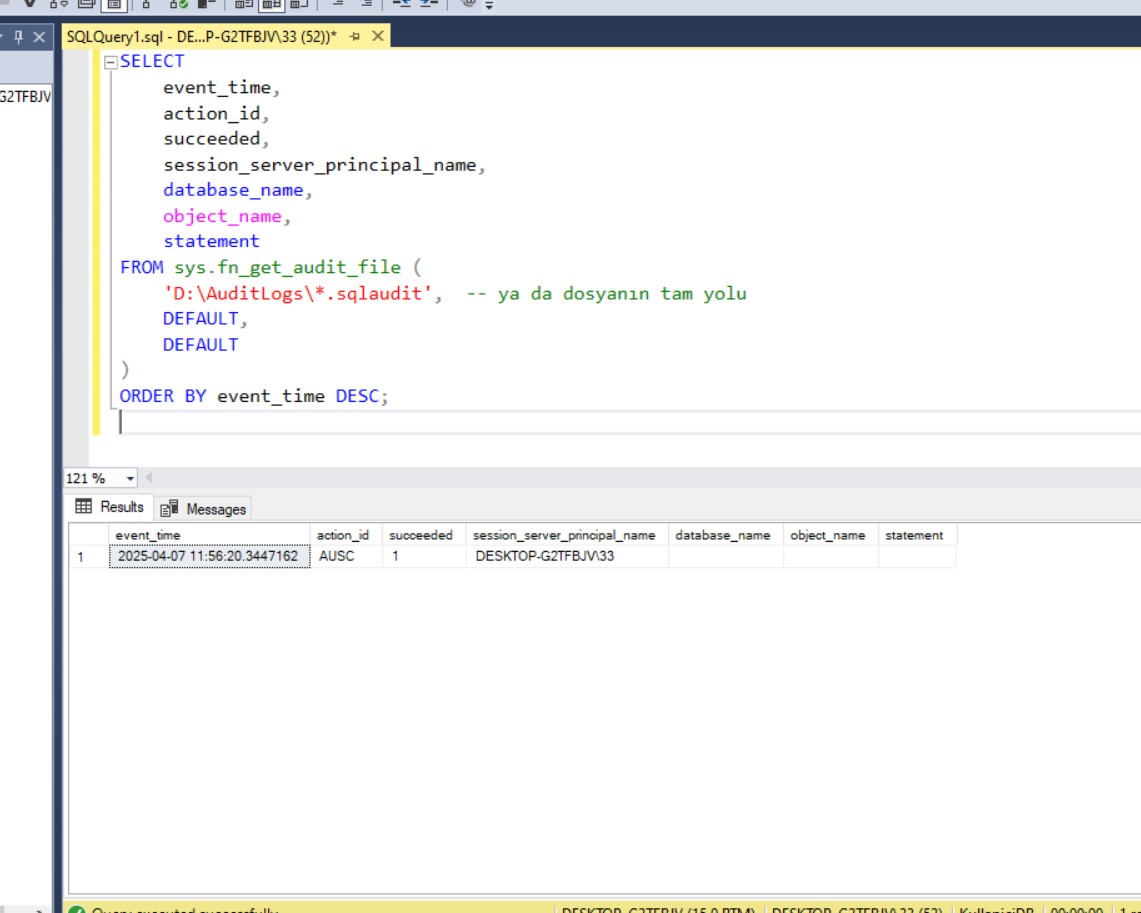 SQLQuery1.sql - DE...P-G2TFBJV\33 (52))*
G2TFBJV
SELECT
event_time,
action_id,
succeeded,
session_server_principal_name,
database_name,
object_name,
statement
FROM sys.fn_get_audit_file (
'D:\AuditLogs\*.sqlaudit', -- ya da dosyanın tam yolu
DEFAULT,
DEFAULT
)
ORDER BY event_time DESC;
121 %
Results Messages
event_time action_id succeeded session_server_principal_name database_name object_name statement
1 2025-04-07 11:56:20.3447162 AUSC 1 DESKTOP-G2TFBJV\33
Query executed successfully DESKTOP-G2TFBJV (15.0 RTM) DESKTOP-G2TFBJV\33 (52) KullaniciDB 00:00:00